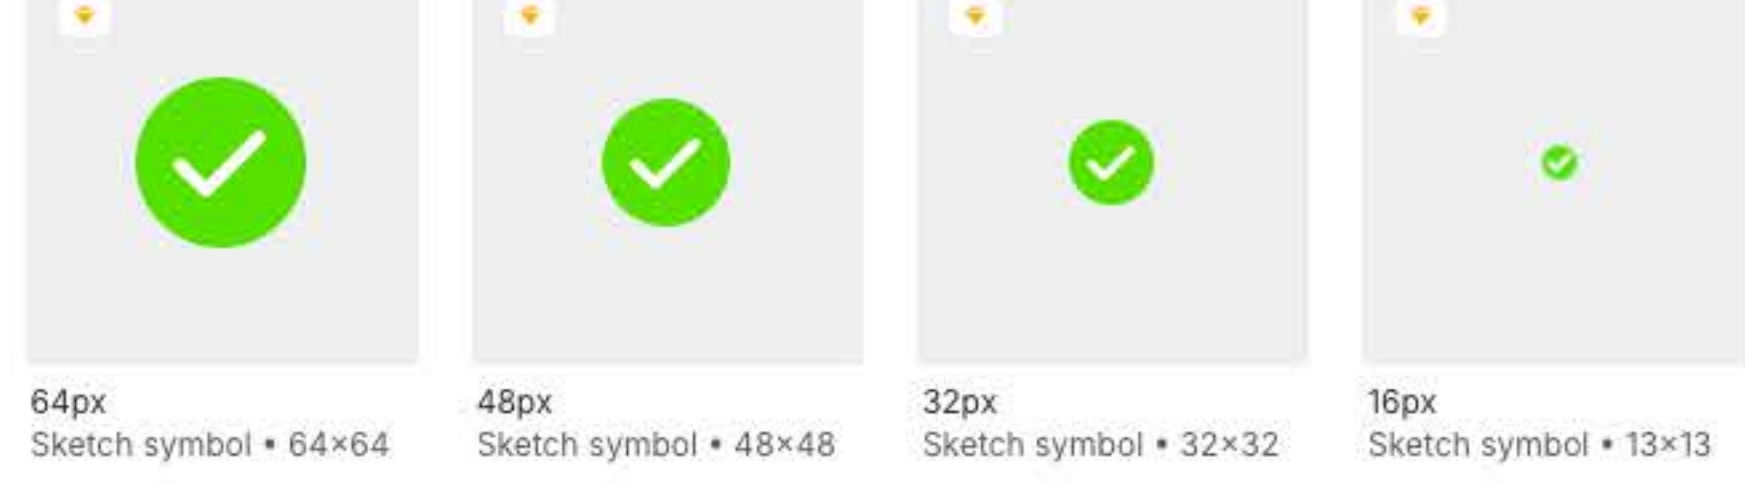 64px
Sketch symbol • 64×64
48px
Sketch symbol • 48×48
32px
Sketch symbol • 32×32
16px
Sketch symbol • 13×13